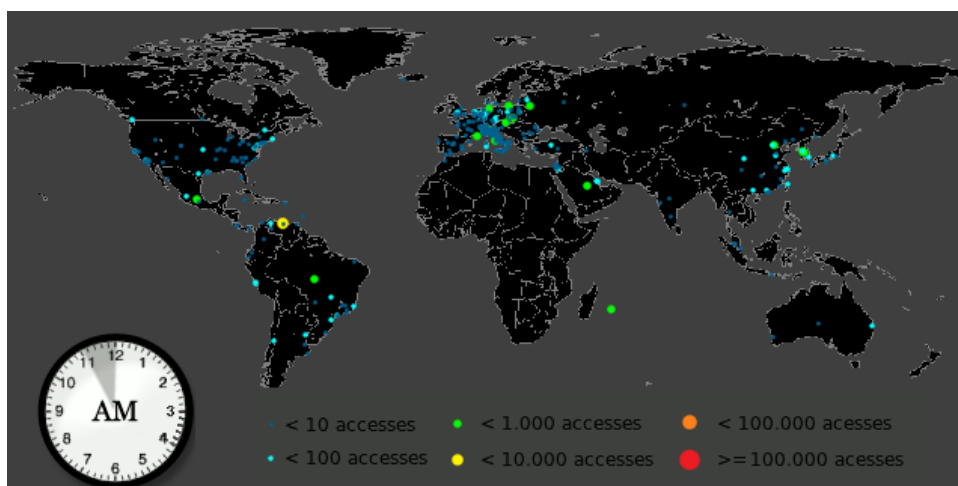 12
11
1
10
2
9
AM
3
8
4
7
5
6
< 10 accesses
< 1.000 accesses
< 100.000 acesses
< 100 accesses
< 10.000 accesses
>=100.000 acesses